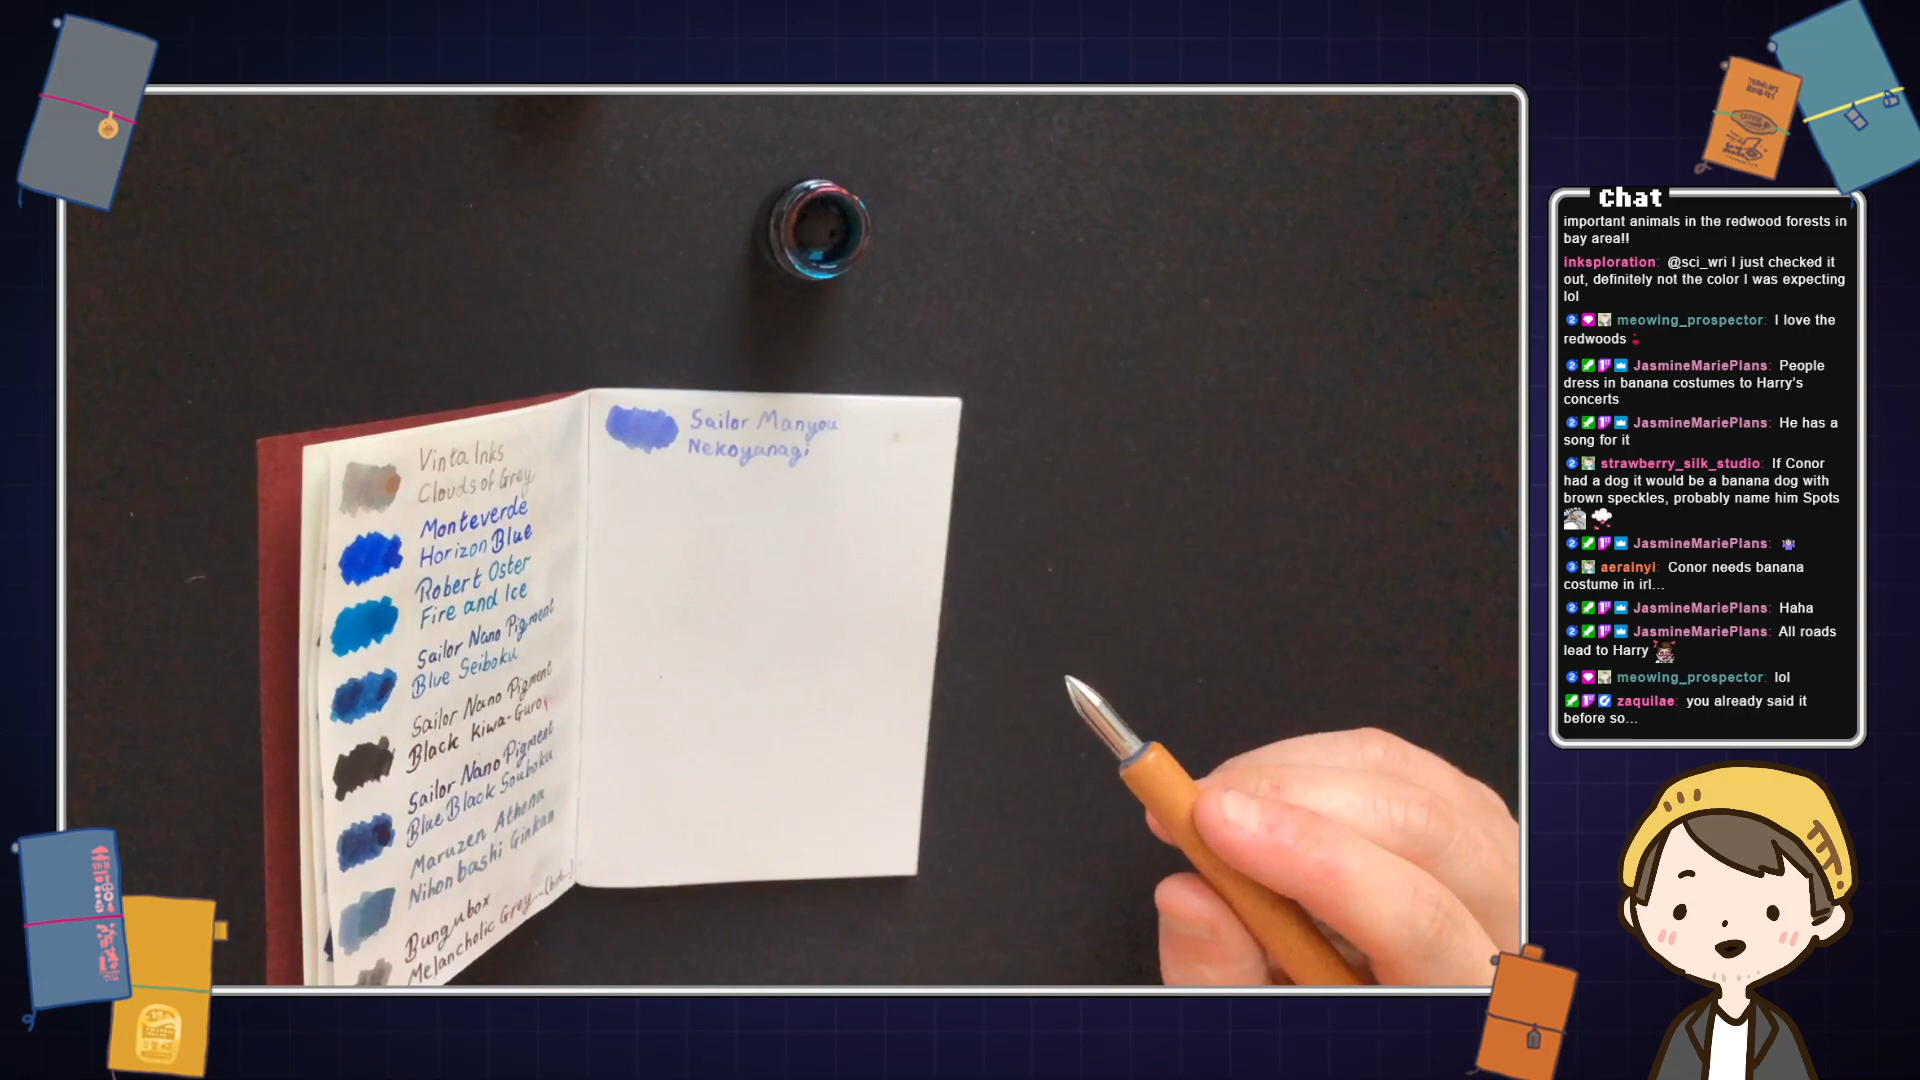 Vinta Inks
Clouds of Grey
Monteverde
Horizon Blue
Robert Oster
Fire and Ice
Sailor Nano Pigment
Blue Seiboku
Sailor Nano Pigment
Black Kiwa-Guro
Sailor Nano Pigment
Blue Black Souboku
Maruzen Athena
Nihonbashi Ginkan
Bungubox
Melancholic Grey
Sailor Manyou
Nekoyanagi
chat
important animals in the redwood forests in
bay area!!
inksploration: @sci_wri I just checked it
out, definitely not the color I was expecting
lol
meowing_prospector: I love the
redwoods
JasmineMariePlans: People
dress in banana costumes to Harry's
concerts
JasmineMariePlans: He has a
song for it
strawberry_silk_studio: If Conor
had a dog it would be a banana dog with
brown speckles, probably name him Spots
JasmineMariePlans:
aerainyi: Conor needs banana
costume in irl...
JasmineMariePlans: Haha
JasmineMariePlans: All roads
lead to Harry
meowing_prospector: lol
zaquilae: you already said it
before so...